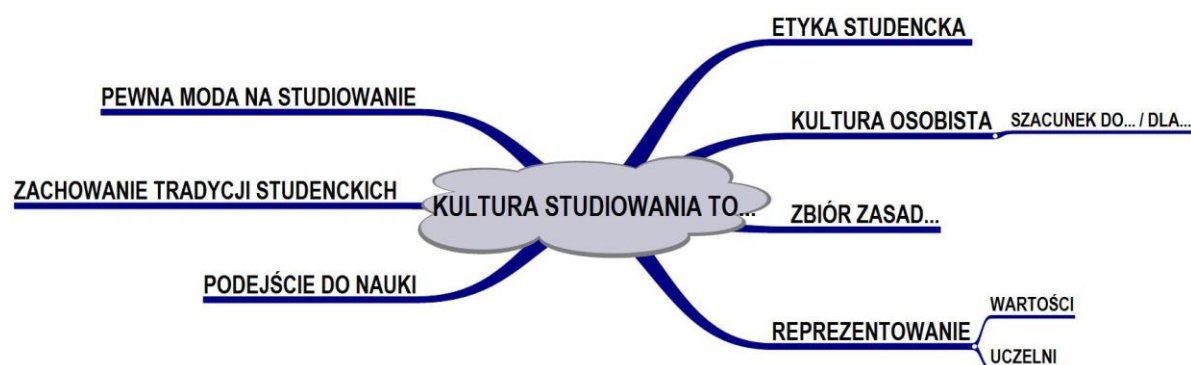 ETYKA STUDENCKA
PEWNA MODA NA STUDIOWANIE
KULTURA OSOBISTA
SZACUNEK DO... / DLA...
ZACHOWANIE TRADYCJI STUDENCKICH
KULTURA STUDIOWANIA TO...
ZBIÓR ZASAD...
PODEJŚCIE DO NAUKI
REPREZENTOWANIE
WARTOŚCI
UCZELNI